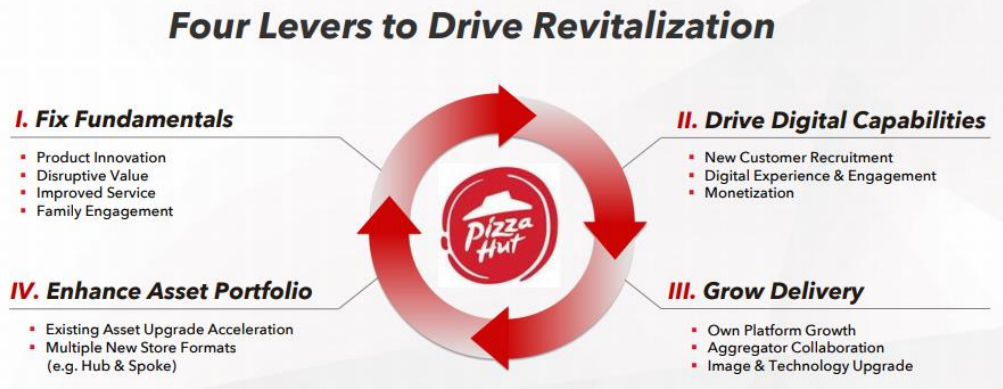 Four Levers to Drive Revitalization
I. Fix Fundamentals
▪ Product Innovation
▪ Disruptive Value
▪ Improved Service
▪ Family Engagement
II. Drive Digital Capabilities
▪ New Customer Recruitment
▪ Digital Experience & Engagement
▪ Monetization
Pizza
Hut
III. Grow Delivery
▪ Own Platform Growth
▪ Aggregator Collaboration
▪ Image & Technology Upgrade
IV. Enhance Asset Portfolio
▪ Existing Asset Upgrade Acceleration
▪ Multiple New Store Formats
(e.g. Hub & Spoke)